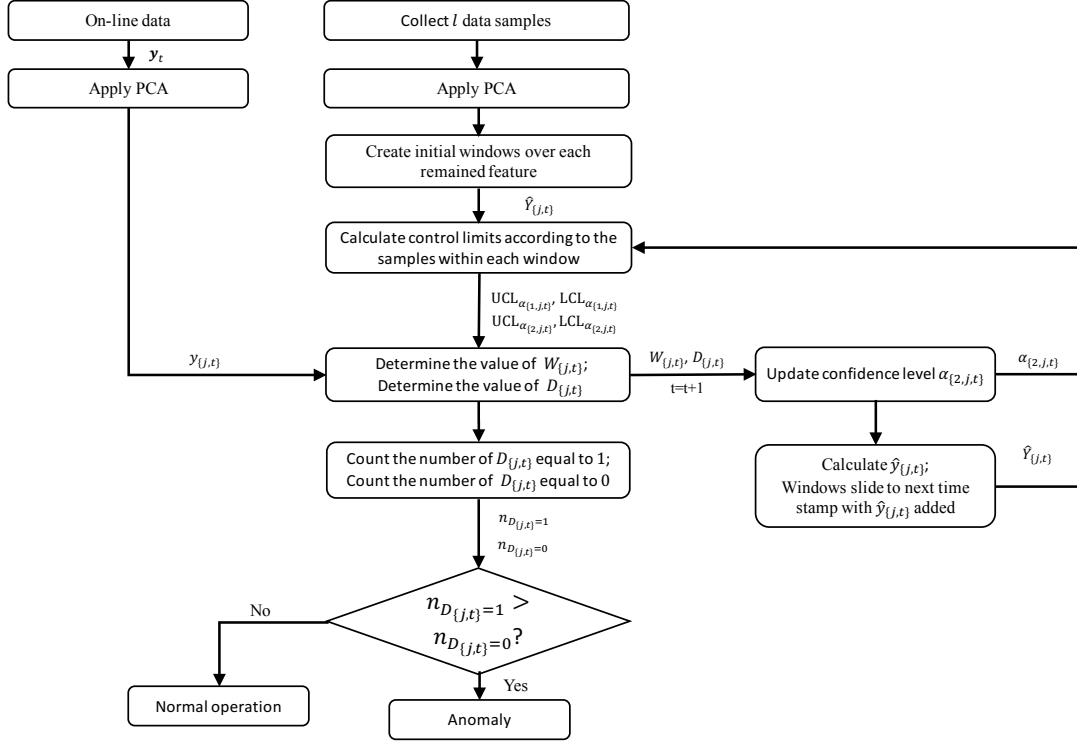 On-line data
Collect l data samples
y_t
Apply PCA
Apply PCA
Create initial windows over each
remained feature
Ŷ_{j,t}
Calculate control limits according to the
samples within each window
UCL_α{1,j,t}, LCL_α{1,j,t}
UCL_α{2,j,t}, LCL_α{2,j,t}
y_{j,t}
Determine the value of W_{j,t};
Determine the value of D_{j,t}
W_{j,t}, D_{j,t}
t=t+1
Update confidence level α_{2,j,t}
α_{2,j,t}
Count the number of D_{j,t} equal to 1;
Count the number of D_{j,t} equal to 0
Calculate ŷ_{j,t};
Windows slide to next time
stamp with ŷ_{j,t} added
Ŷ_{j,t}
n_D{j,t}=1
n_D{j,t}=0
n_D{j,t}=1 >
n_D{j,t}=0?
No
Yes
Normal operation
Anomaly